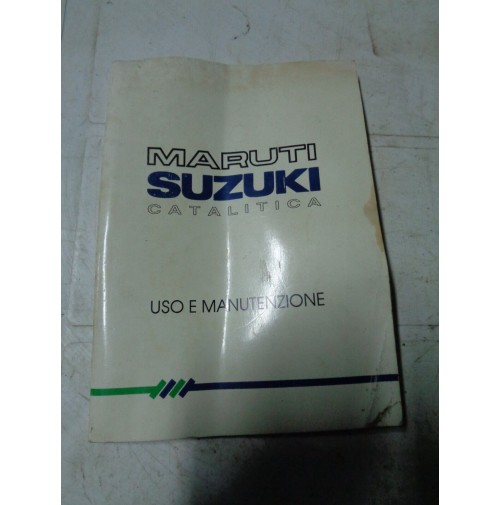 MARUTI
SUZUKI
CATALITICA
USO E MANUTENZIONE